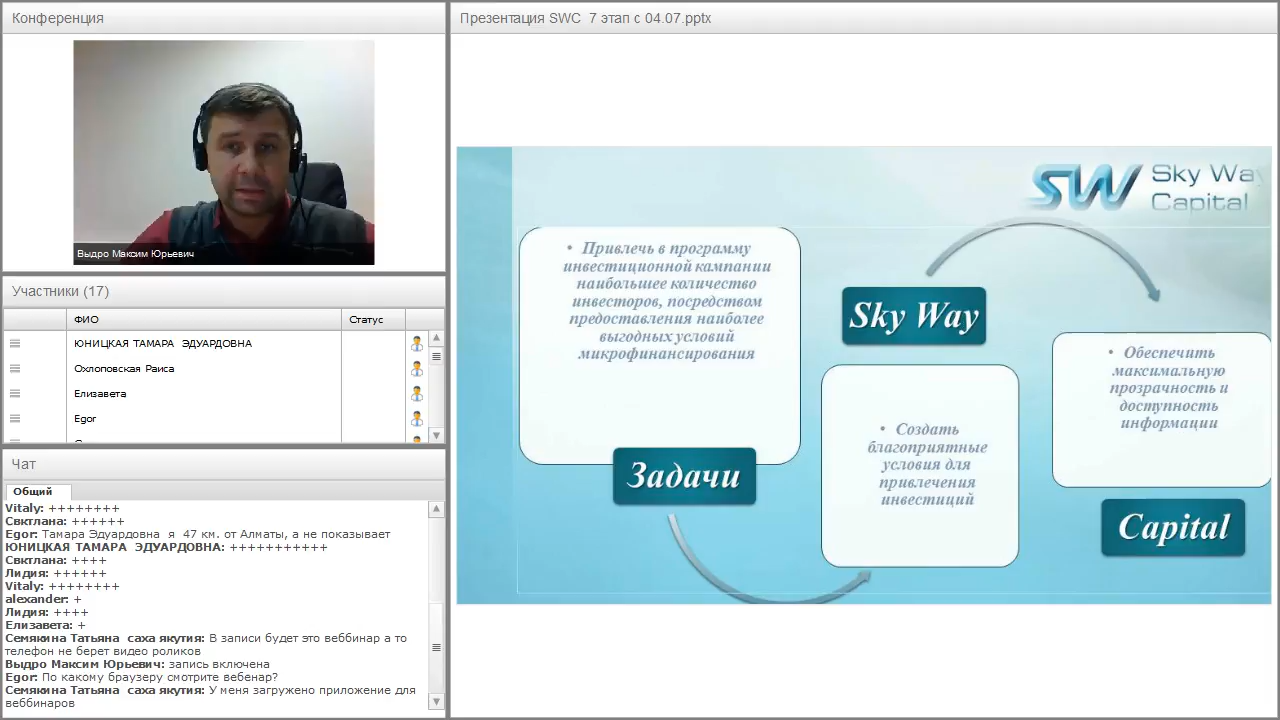 Конференция
Выдро Максим Юрьевич
Участники (17)
ФИО
Статус
ЮНИЦКАЯ ТАМАРА ЭДУАРДОВНА
Охлоповская Раиса
Елизавета
Egor
Чат
Общий
Vitaly: ++++++++
Свктлана: ++++++
Egor: Тамара Эдуардовна я 47 км. от Алматы, а не показывает
ЮНИЦКАЯ ТАМАРА ЭДУАРДОВНА: +++++++++++
Свктлана: ++++
Лидия: ++++++
Vitaly: ++++++++
alexander: +
Лидия: ++++
Елизавета: +
Семякина Татьяна саха якутия: В записи будет это веббинар а то
телефон не берет видео роликов
Выдро Максим Юрьевич: запись включена
Egor: По какому браузеру смотрите вебенар?
Семякина Татьяна саха якутия: У меня загружено приложение для
веббинаров
Презентация SWC 7 этап с 04.07.pptx
SW Sky Way
Capital
• Привлечь в программу
инвестиционной кампании
наибольшее количество
инвесторов, посредством
предоставления наиболее
выгодных условий
микрофинансирования
Задачи
Sky Way
• Создать
благоприятные
условия для
привлечения
инвестиций
• Обеспечить
максимальную
прозрачность и
доступность
информации
Capital